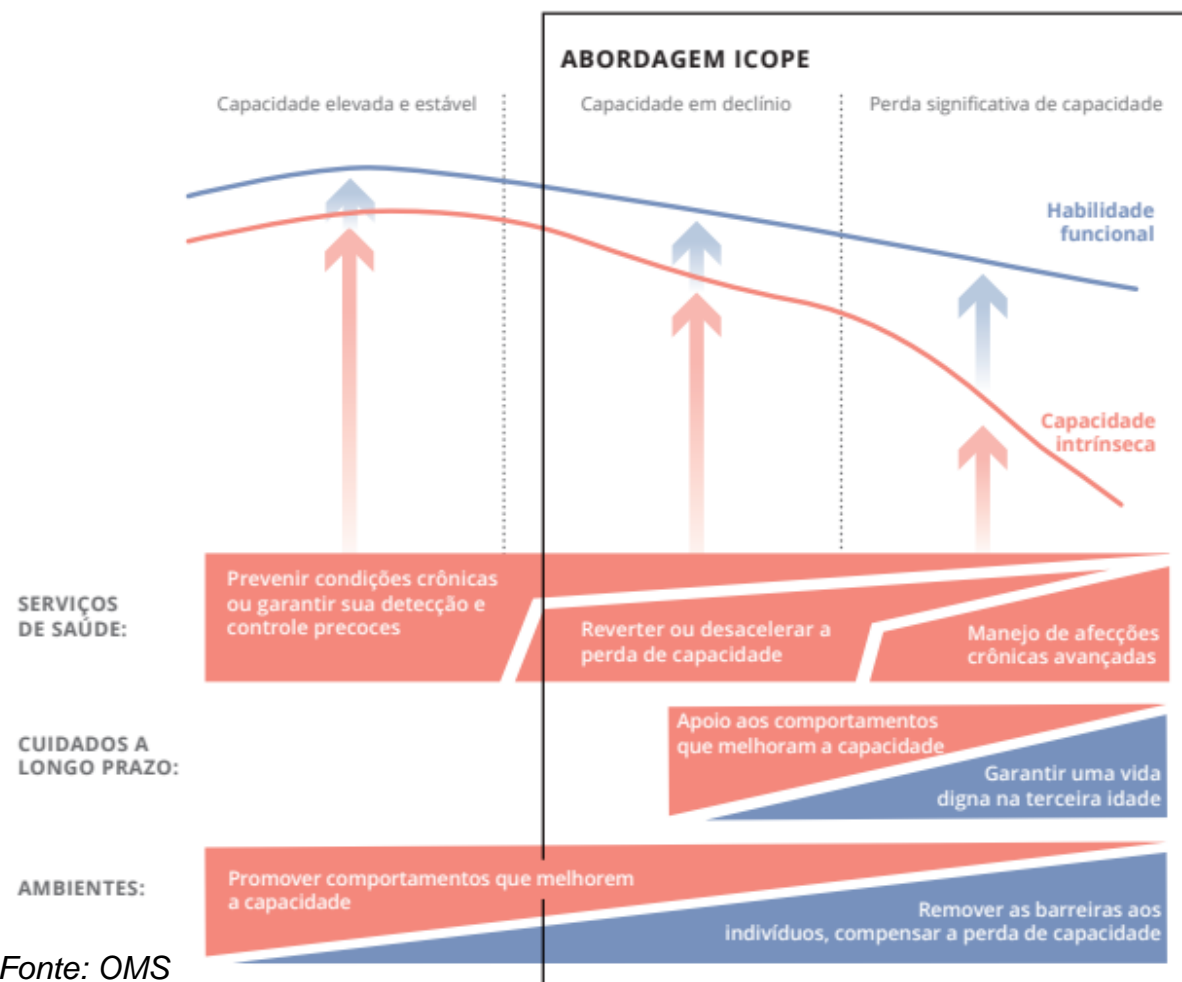 ABORDAGEM ICOPE
Capacidade elevada e estável
Capacidade em declínio
Perda significativa de capacidade
Habilidade
funcional
Capacidade
intrínseca
SERVIÇOS
DE SAÚDE:
Prevenir condições crônicas
ou garantir sua detecção e
controle precoces
Reverter ou desacelerar a
perda de capacidade
Manejo de afecções
crônicas avançadas
CUIDADOS A
LONGO PRAZO:
Apoio aos comportamentos
que melhoram a capacidade
Garantir uma vida
digna na terceira idade
AMBIENTES:
Promover comportamentos que melhorem
a capacidade
Remover as barreiras aos
indivíduos, compensar a perda de capacidade
Fonte: OMS